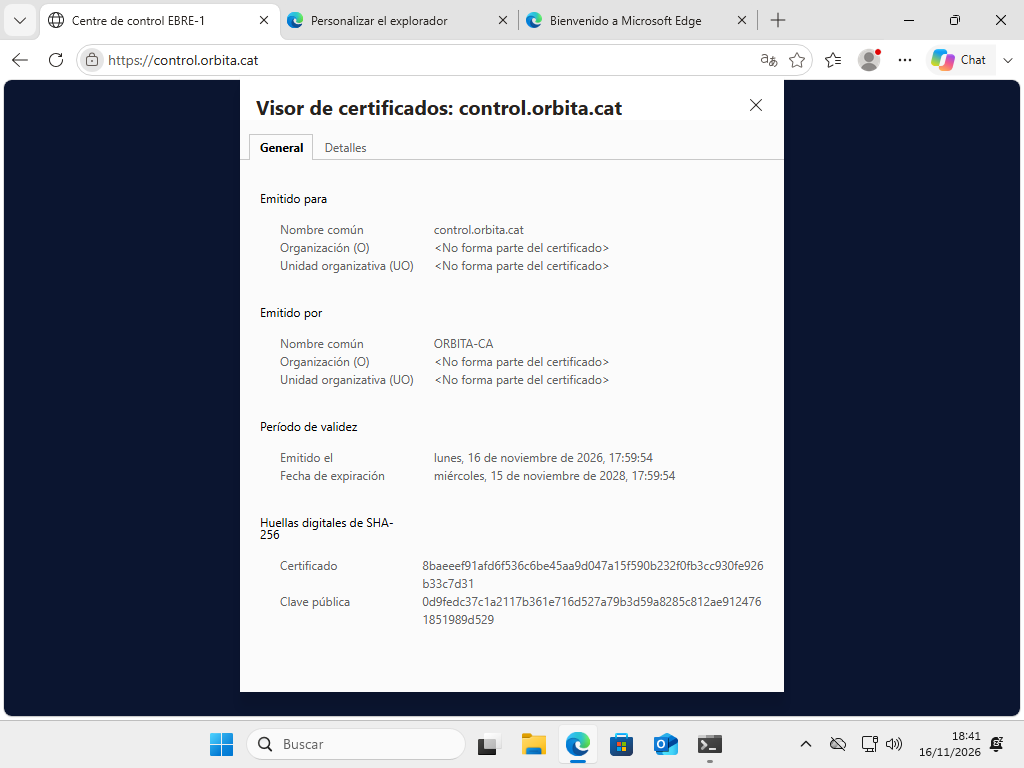 Centre de control EBRE-1
Personalizar el explorador
Bienvenido a Microsoft Edge
https://control.orbita.cat
Chat
Visor de certificados: control.orbita.cat
General
Detalles
Emitido para
Nombre común control.orbita.cat
Organización (O) <No forma parte del certificado>
Unidad organizativa (UO) <No forma parte del certificado>
Emitido por
Nombre común ORBITA-CA
Organización (O) <No forma parte del certificado>
Unidad organizativa (UO) <No forma parte del certificado>
Período de validez
Emitido el lunes, 16 de noviembre de 2026, 17:59:54
Fecha de expiración miércoles, 15 de noviembre de 2028, 17:59:54
Huellas digitales de SHA-
256
Certificado 8baeeef91afd6f536c6be45aa9d047a15f590b232f0fb3cc930fe926
b33c7d31
Clave pública 0d9fedc37c1a2117b361e716d527a79b3d59a8285c812ae912476
1851989d529
Buscar
18:41
16/11/2026